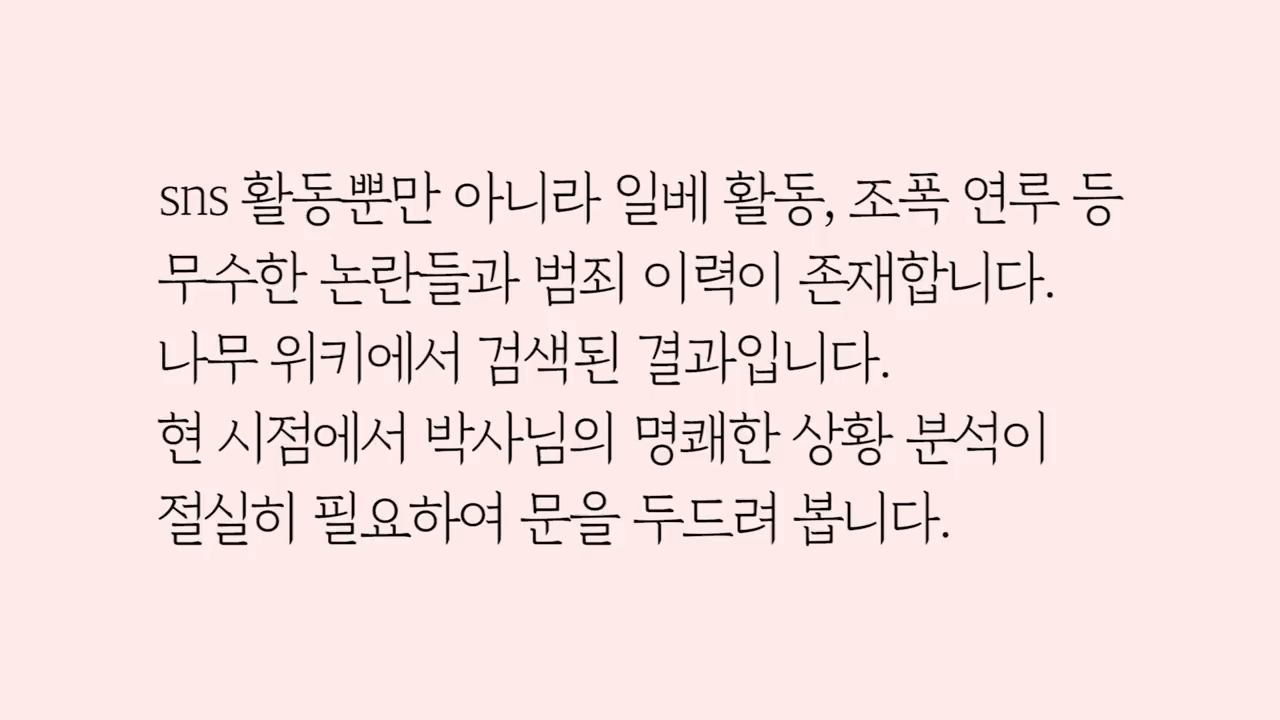 sns 활동뿐만 아니라 일베 활동, 조폭 연루 등
무수한 논란들과 범죄 이력이 존재합니다.
나무 위키에서 검색된 결과입니다.
현 시점에서 박사님의 명쾌한 상황 분석이
절실히 필요하여 문을 두드려 봅니다.